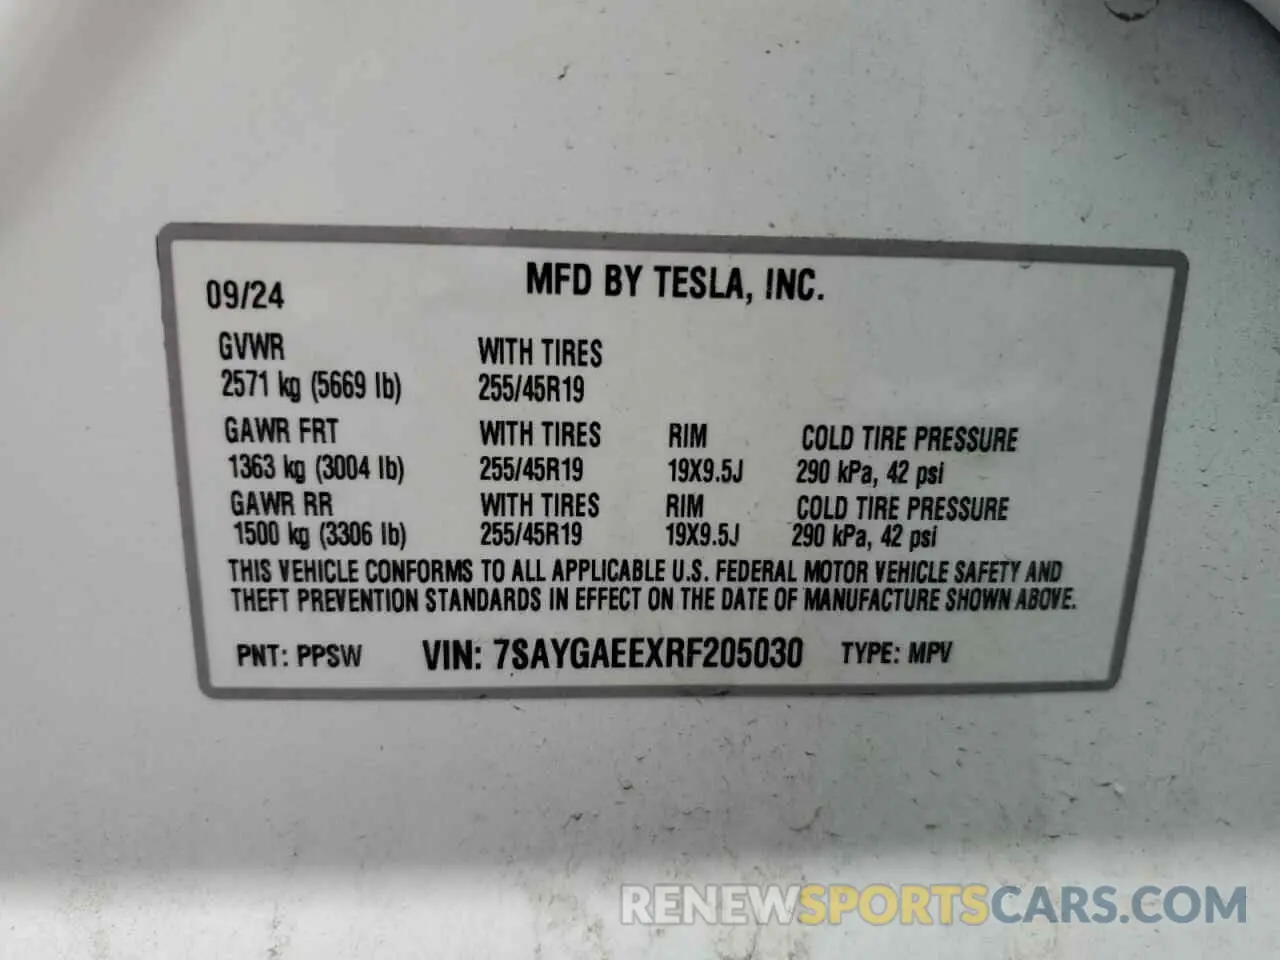 MFD BY TESLA, INC.
09/24
GVWR WITH TIRES
2571 kg (5669 lb) 255/45R19
GAWR FRT WITH TIRES RIM COLD TIRE PRESSURE
1363 kg (3004 lb) 255/45R19 19X9.5J 290 kPa, 42 psi
GAWR RR WITH TIRES RIM COLD TIRE PRESSURE
1500 kg (3306 lb) 255/45R19 19X9.5J 290 kPa, 42 psi
THIS VEHICLE CONFORMS TO ALL APPLICABLE U.S. FEDERAL MOTOR VEHICLE SAFETY AND
THEFT PREVENTION STANDARDS IN EFFECT ON THE DATE OF MANUFACTURE SHOWN ABOVE.
PNT: PPSW VIN: 7SAYGAEEXRF205030 TYPE: MPV
RENEWSPORTSCARS.COM